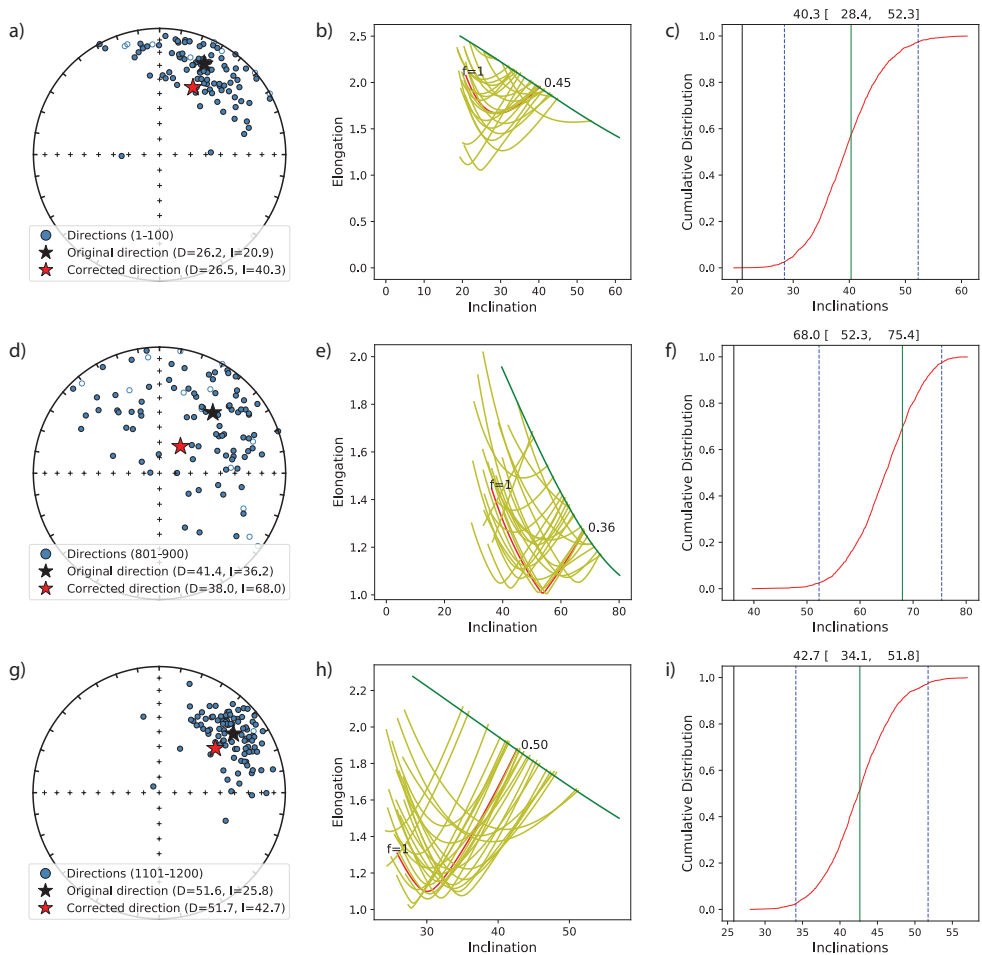 a)
Directions (1-100)
Original direction (D=26.2, I=20.9)
Corrected direction (D=26.5, I=40.3)
b)
2.5
2.0
1.5
1.0
0.5
0.0
Elongation
f=1
0.45
0 10 20 30 40 50 60
Inclination
c)
40.3 [ 28.4, 52.3]
1.0
0.8
0.6
0.4
0.2
0.0
Cumulative Distribution
20 30 40 50 60
Inclinations
d)
Directions (801-900)
Original direction (D=41.4, I=36.2)
Corrected direction (D=38.0, I=68.0)
e)
2.0
1.8
1.6
1.4
1.2
1.0
Elongation
f=1
0.36
0 10 20 30 40 50 60 70 80
Inclination
f)
68.0 [ 52.3, 75.4]
1.0
0.8
0.6
0.4
0.2
0.0
Cumulative Distribution
40 50 60 70 80
Inclinations
g)
Directions (1101-1200)
Original direction (D=51.6, I=25.8)
Corrected direction (D=51.7, I=42.7)
h)
2.2
2.0
1.8
1.6
1.4
1.2
1.0
Elongation
f=1
0.50
30 40 50
Inclination
i)
42.7 [ 34.1, 51.8]
1.0
0.8
0.6
0.4
0.2
0.0
Cumulative Distribution
25 30 35 40 45 50 55
Inclinations